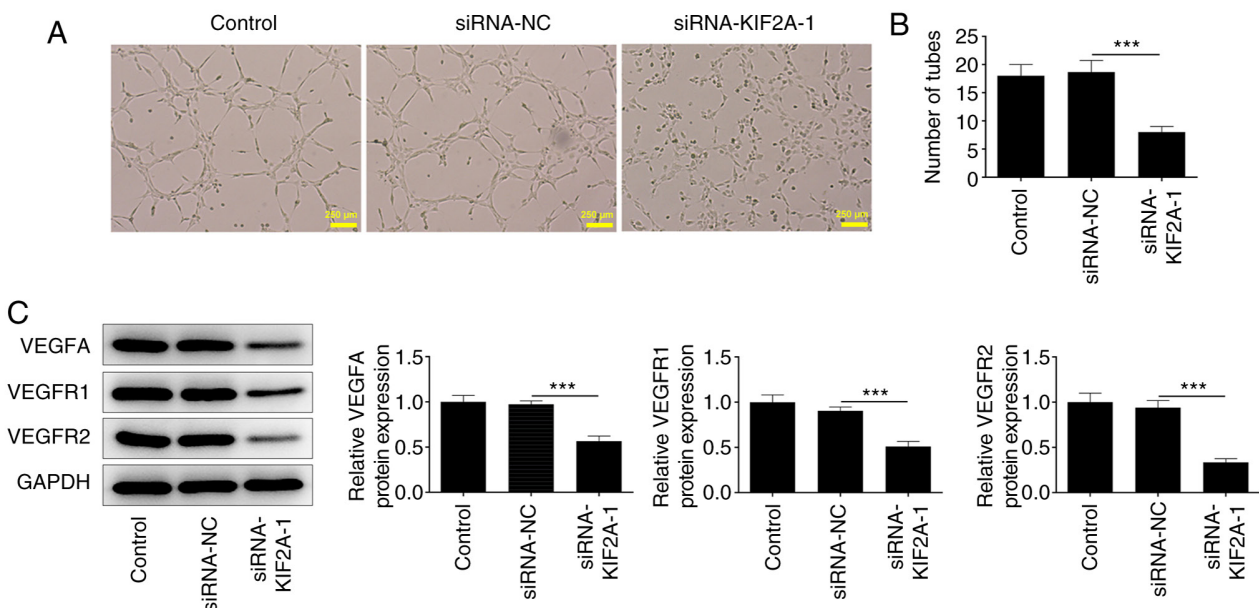 A
Control
siRNA-NC
siRNA-KIF2A-1
250 µm
250 µm
250 µm
B
Number of tubes
25
20
15
10
5
0
***
Control
siRNA-NC
siRNA-
KIF2A-1
C
VEGFA
VEGFR1
VEGFR2
GAPDH
Control
siRNA-NC
siRNA-
KIF2A-1
Relative VEGFA
protein expression
1.5
1.0
0.5
0.0
***
Control
siRNA-NC
siRNA-
KIF2A-1
Relative VEGFR1
protein expression
1.5
1.0
0.5
0.0
***
Control
siRNA-NC
siRNA-
KIF2A-1
Relative VEGFR2
protein expression
1.5
1.0
0.5
0.0
***
Control
siRNA-NC
siRNA-
KIF2A-1